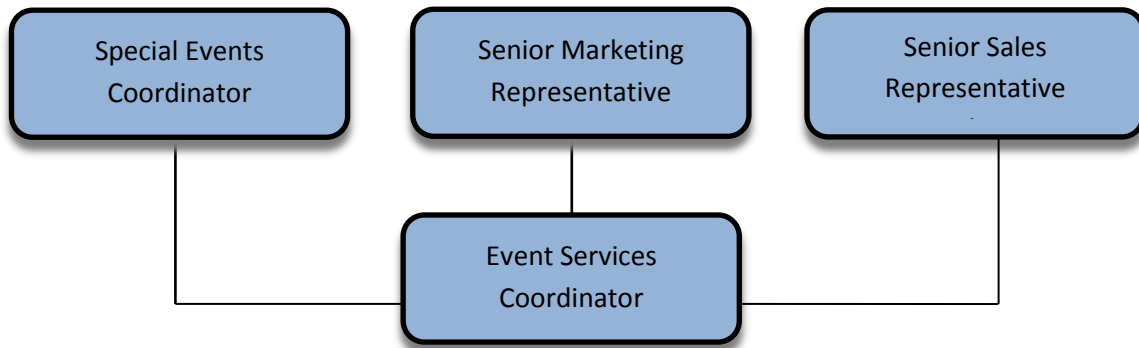 Special Events
Coordinator
Senior Marketing
Representative
Senior Sales
Representative
Event Services
Coordinator